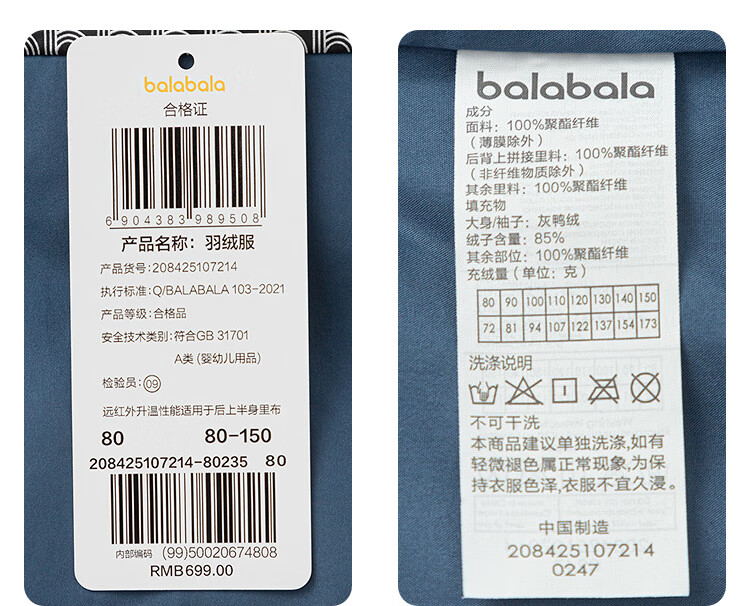 balabala
合格证
6 904383 989508
产品名称：羽绒服
产品货号：208425107214
执行标准：Q/BALABALA 103-2021
产品等级：合格品
安全技术类别：符合GB 31701
A类（婴幼儿用品）
检验员：09
远红外升温性能适用于后上半身里布
80 80-150
208425107214-80235 80
内部编码 (99)50020674808
RMB699.00
balabala
成分
面料：100%聚酯纤维
（薄膜除外）
后背上拼接里料：100%聚酯纤维
（非纤维物质除外）
其余里料：100%聚酯纤维
填充物
大身/袖子：灰鸭绒
绒子含量：85%
其余部位：100%聚酯纤维
充绒量（单位：克）
80 90 100 110 120 130 140 150
72 81 94 107 122 137 154 173
洗涤说明
不可干洗
本商品建议单独洗涤,如有
轻微褪色属正常现象,为保
持衣服色泽,衣服不宜久浸。
中国制造
208425107214
0247